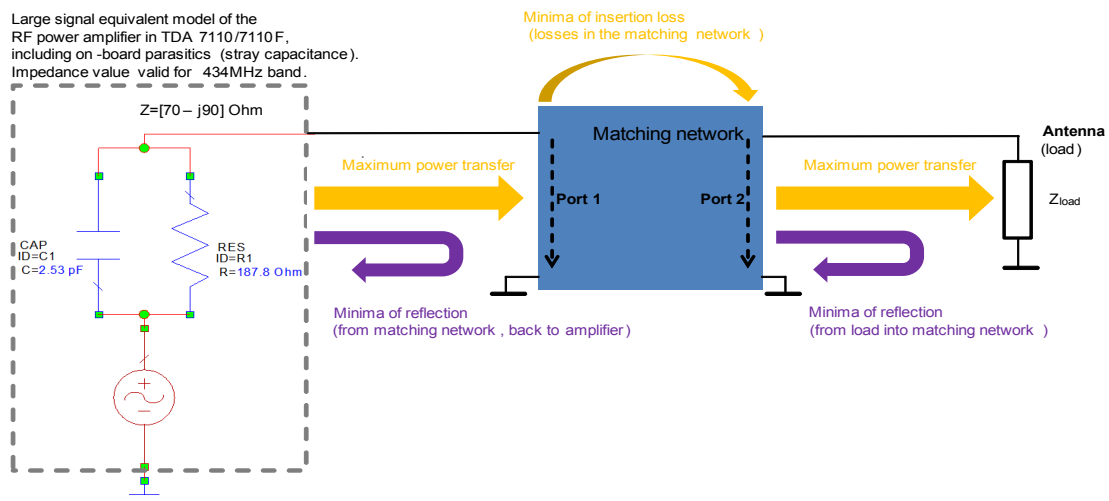 Large signal equivalent model of the
RF power amplifier in TDA 7110/7110F,
including on-board parasitics (stray capacitance).
Impedance value valid for 434MHz band.
Z=[70 – j90] Ohm
CAP
ID=C1
C=2.53 pF
RES
ID=R1
R=187.8 Ohm
Minima of insertion loss
(losses in the matching network)
Matching network
Maximum power transfer
Port 1
Port 2
Maximum power transfer
Antenna
(load)
Zload
Minima of reflection
(from matching network, back to amplifier)
Minima of reflection
(from load into matching network)